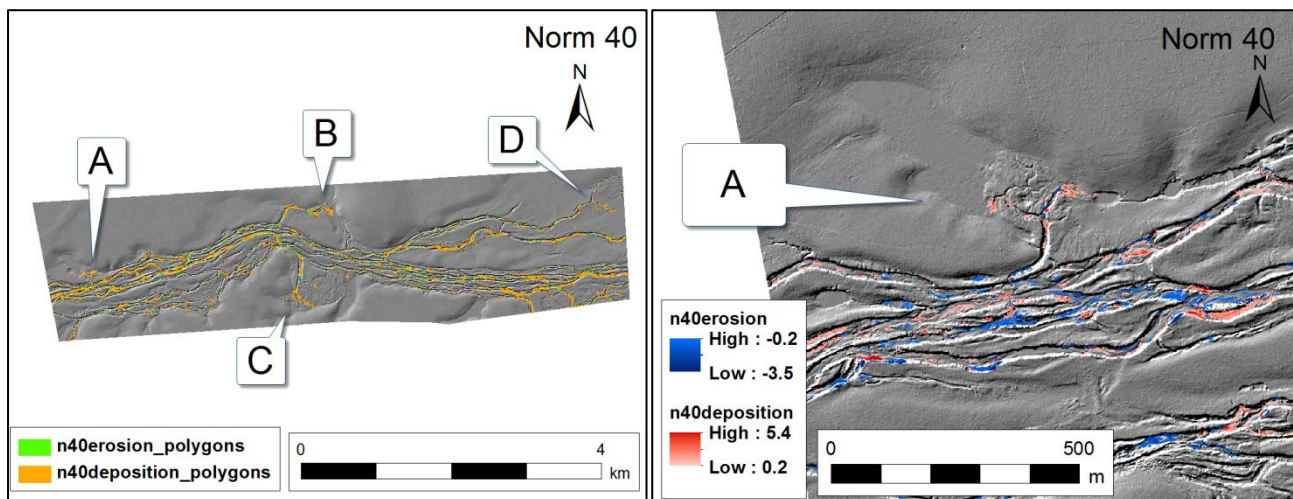 Norm 40
N
A
B
D
C
n40erosion_polygons
n40deposition_polygons
0
4
km
Norm 40
N
A
n40erosion
High : -0.2
Low : -3.5
n40deposition
High : 5.4
Low : 0.2
0
500
m